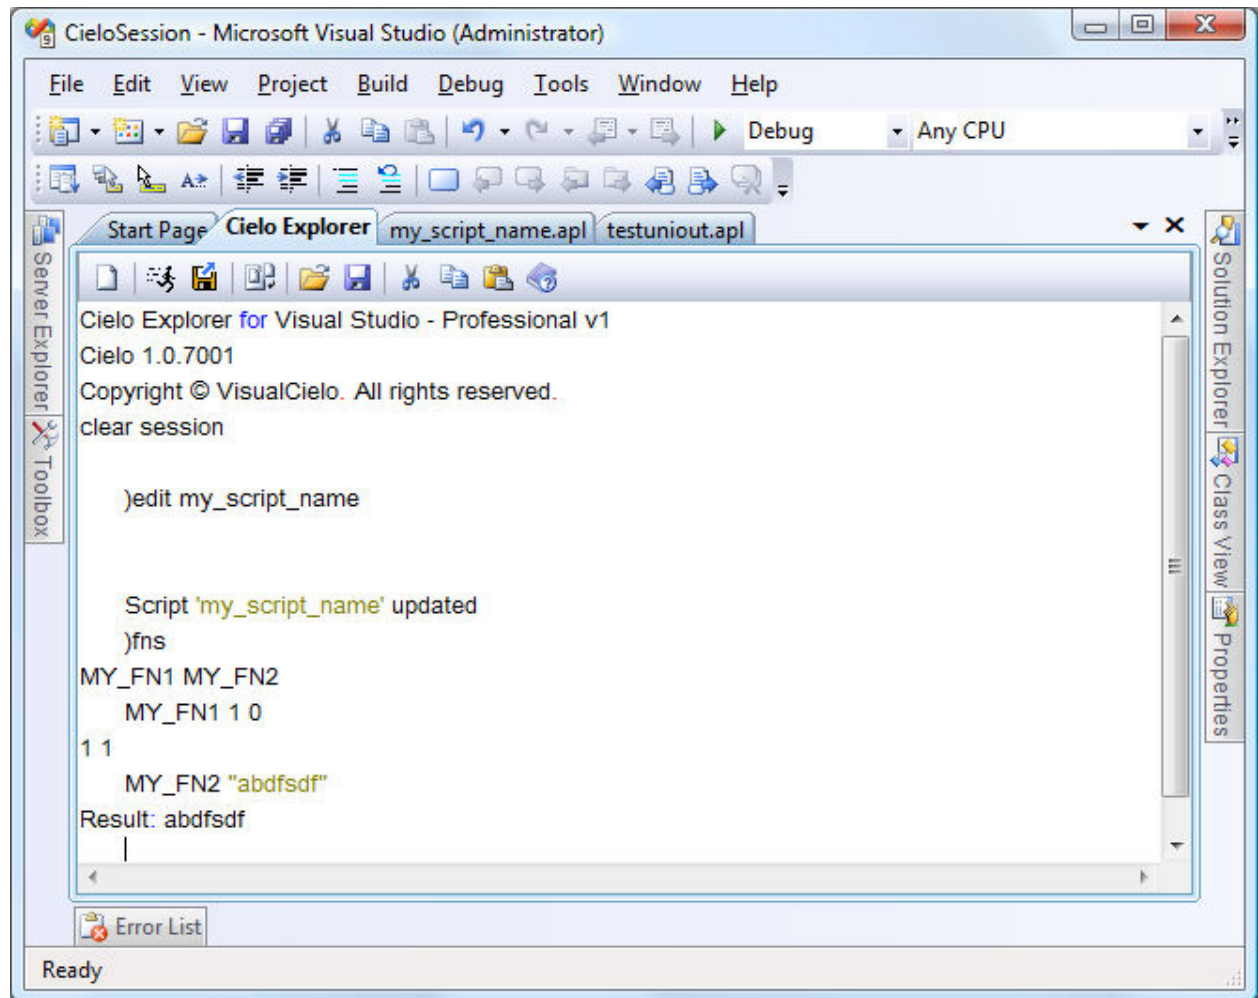 CieloSession - Microsoft Visual Studio (Administrator)
File Edit View Project Build Debug Tools Window Help
Debug Any CPU
Start Page Cielo Explorer my_script_name.apl testuniout.apl
Server Explorer
Toolbox
Cielo Explorer for Visual Studio - Professional v1
Cielo 1.0.7001
Copyright © VisualCielo. All rights reserved.
clear session
)edit my_script_name
Script 'my_script_name' updated
)fns
MY_FN1 MY_FN2
MY_FN1 1 0
1 1
MY_FN2 "abdfsdf"
Result: abdfsdf
Solution Explorer
Class View
Properties
Error List
Ready